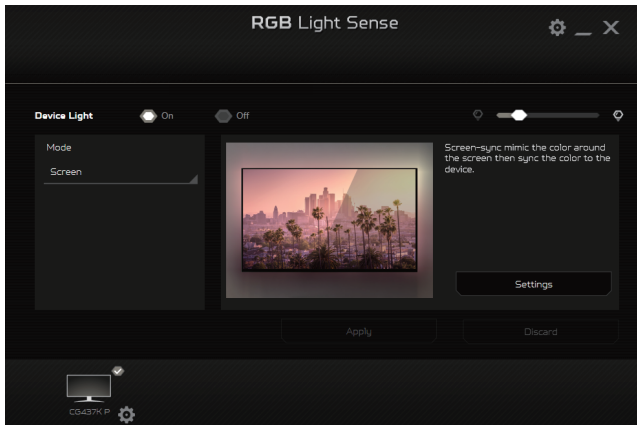 RGB Light Sense
Device Light
On
Off
Mode
Screen
Screen-sync mimic the color around
the screen then sync the color to the
device.
Settings
Apply
Discard
CG437K P